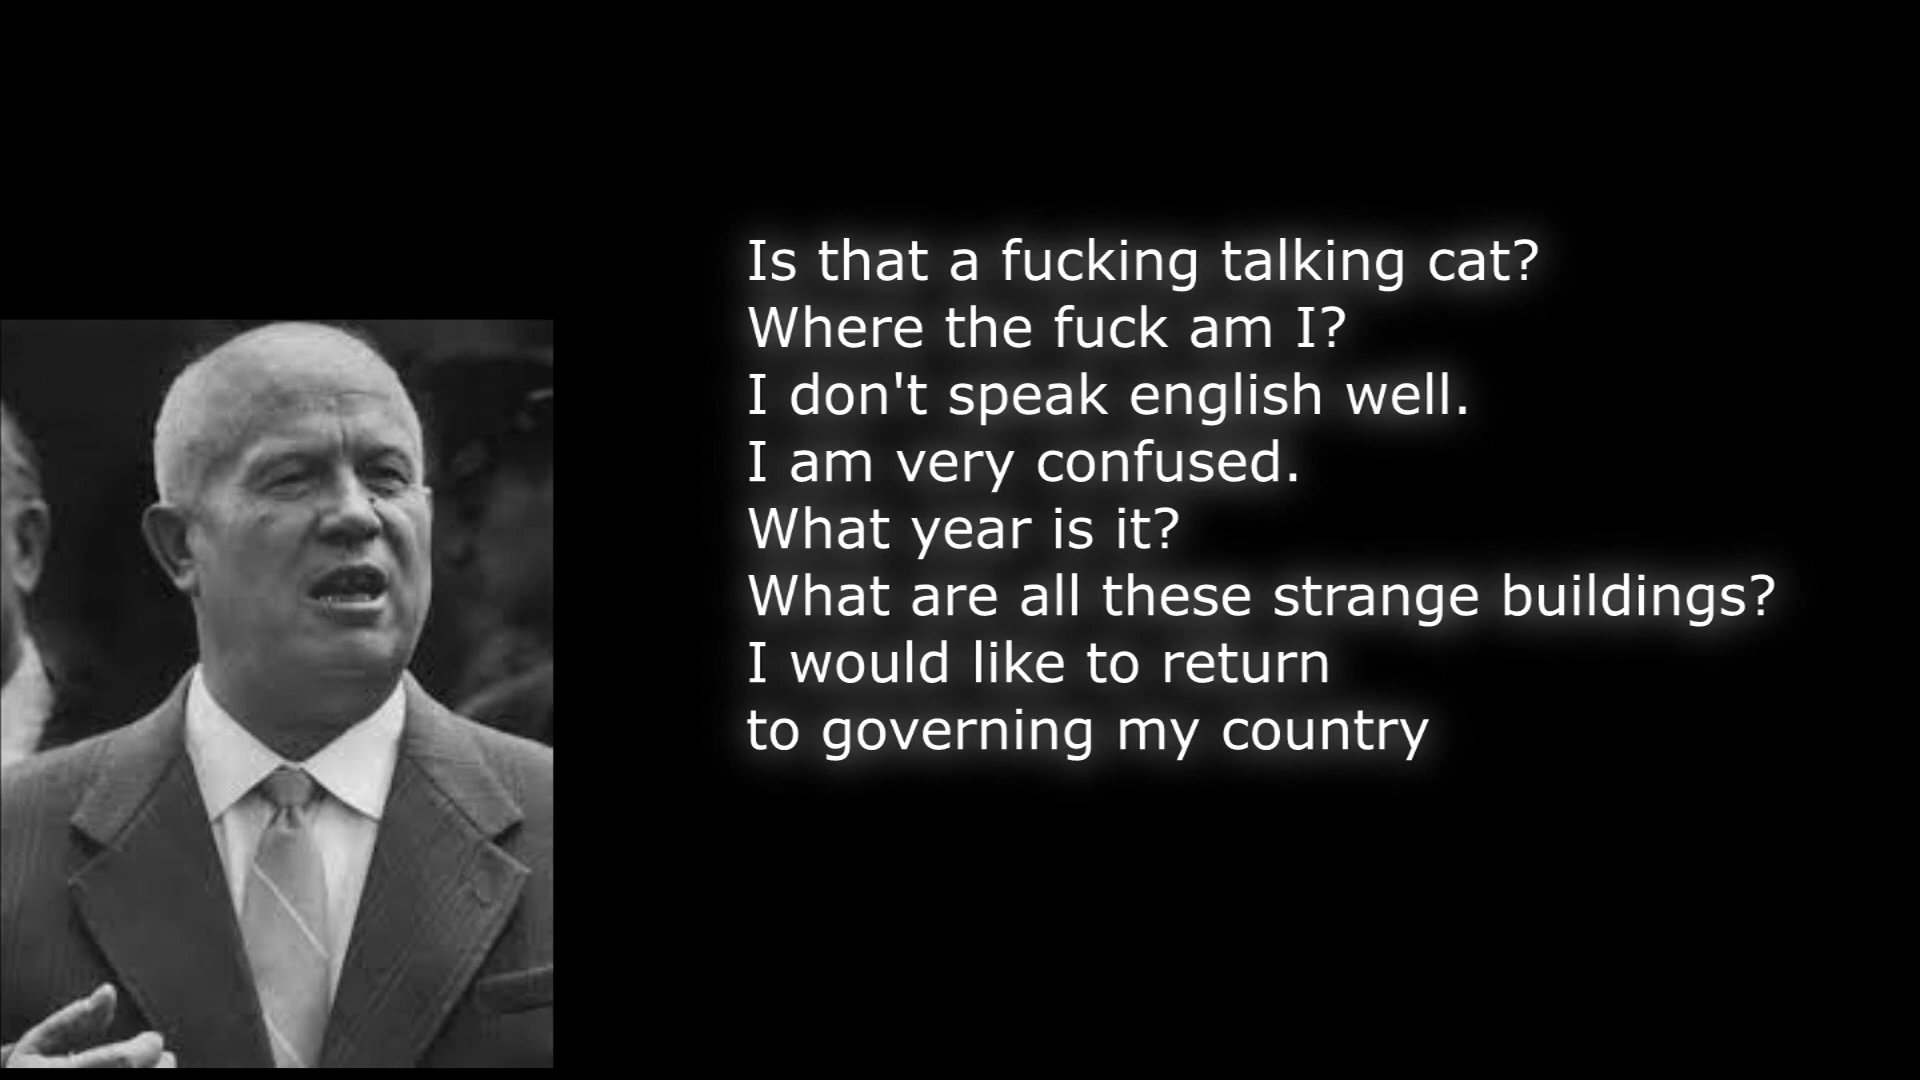 Is that a fucking talking cat?
Where the fuck am I?
I don't speak english well.
I am very confused.
What year is it?
What are all these strange buildings?
I would like to return
to governing my country